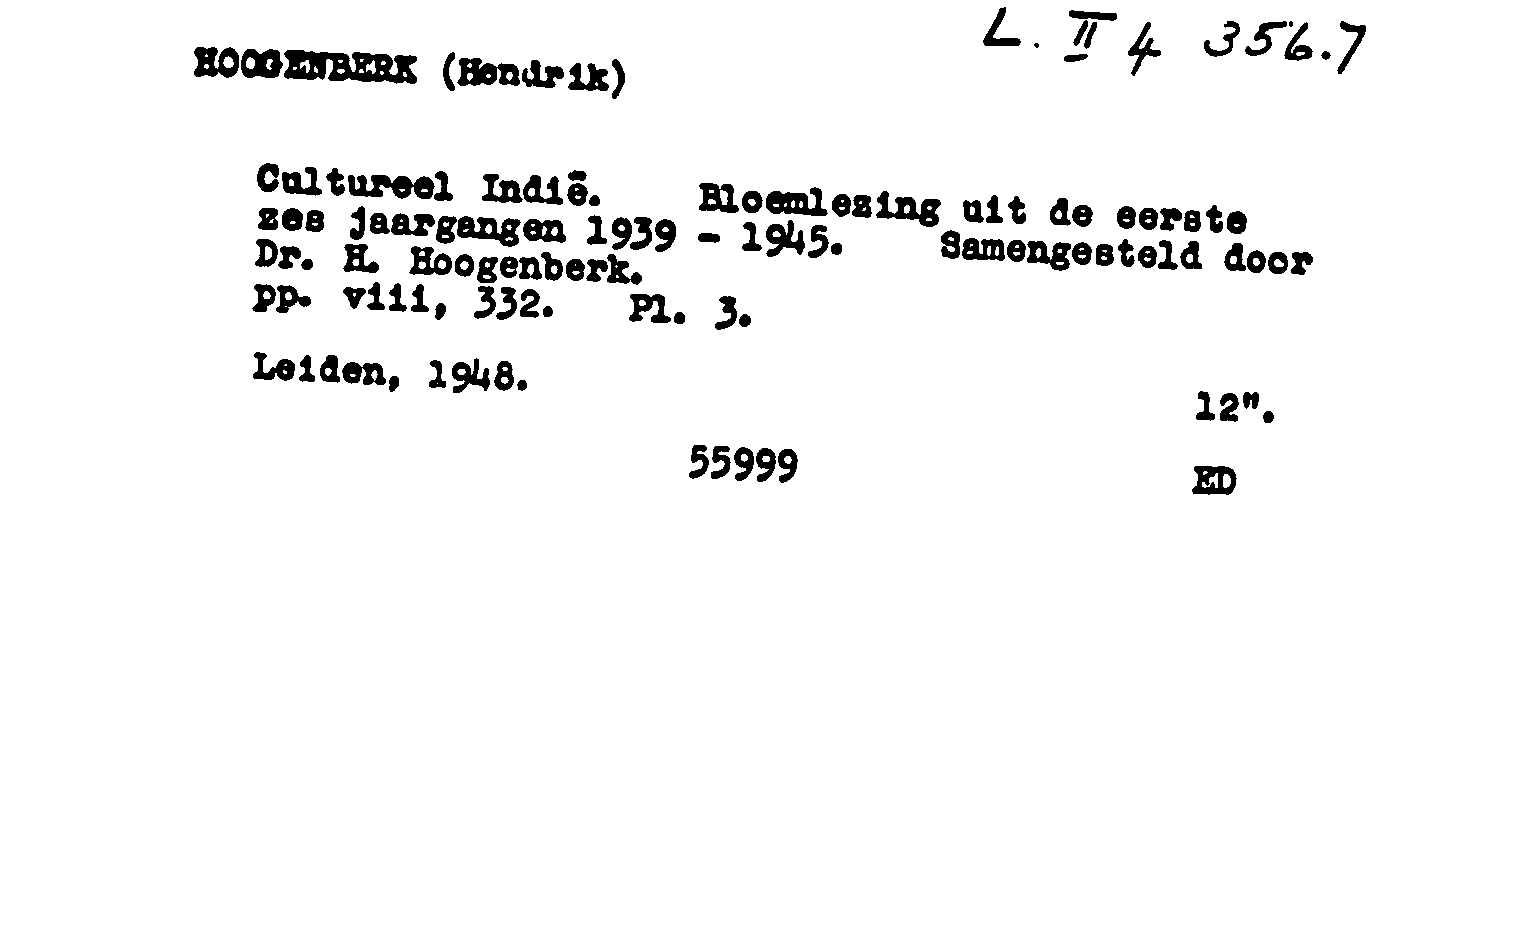 L. II 4 356.7
HOOGENBERK (Hendrik)
Cultureel Indië. Bloemlezing uit de eerste
zes jaargangen 1939 - 1945. Samengesteld door
Dr. H. Hoogenberk.
pp. viii, 332. Pl. 3.
Leiden, 1948.
12".
55999 ED